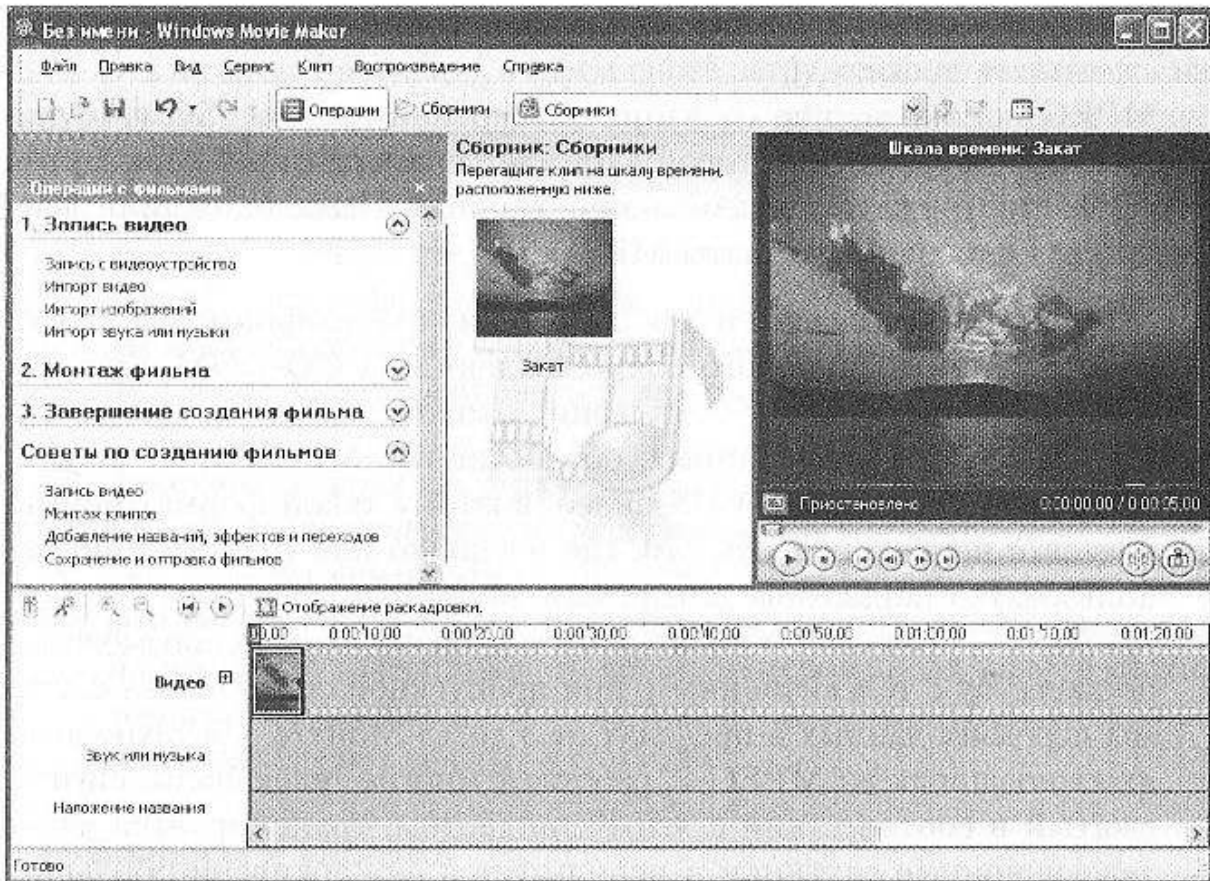 Без имени - Windows Movie Maker
Файл Правка Вид Сервис Клип Воспроизведение Справка
Операции Сборники Сборники
Операции с фильмами
1. Запись видео
Запись с видеоустройства
Импорт видео
Импорт изображений
Импорт звука или музыки
2. Монтаж фильма
3. Завершение создания фильма
Советы по созданию фильмов
Запись видео
Монтаж клипов
Добавление названий, эффектов и переходов
Сохранение и отправка фильмов
Сборник: Сборники
Перетащите клип на шкалу времени,
расположенную ниже.
Закат
Шкала времени: Закат
Приостановлено 0:00:00,00 / 0:00:05,00
Отображение раскадровки.
0:00:10,00 0:00:20,00 0:00:30,00 0:00:40,00 0:00:50,00 0:01:00,00 0:01:10,00 0:01:20,00
Видео
Звук или музыка
Наложение названия
Готово